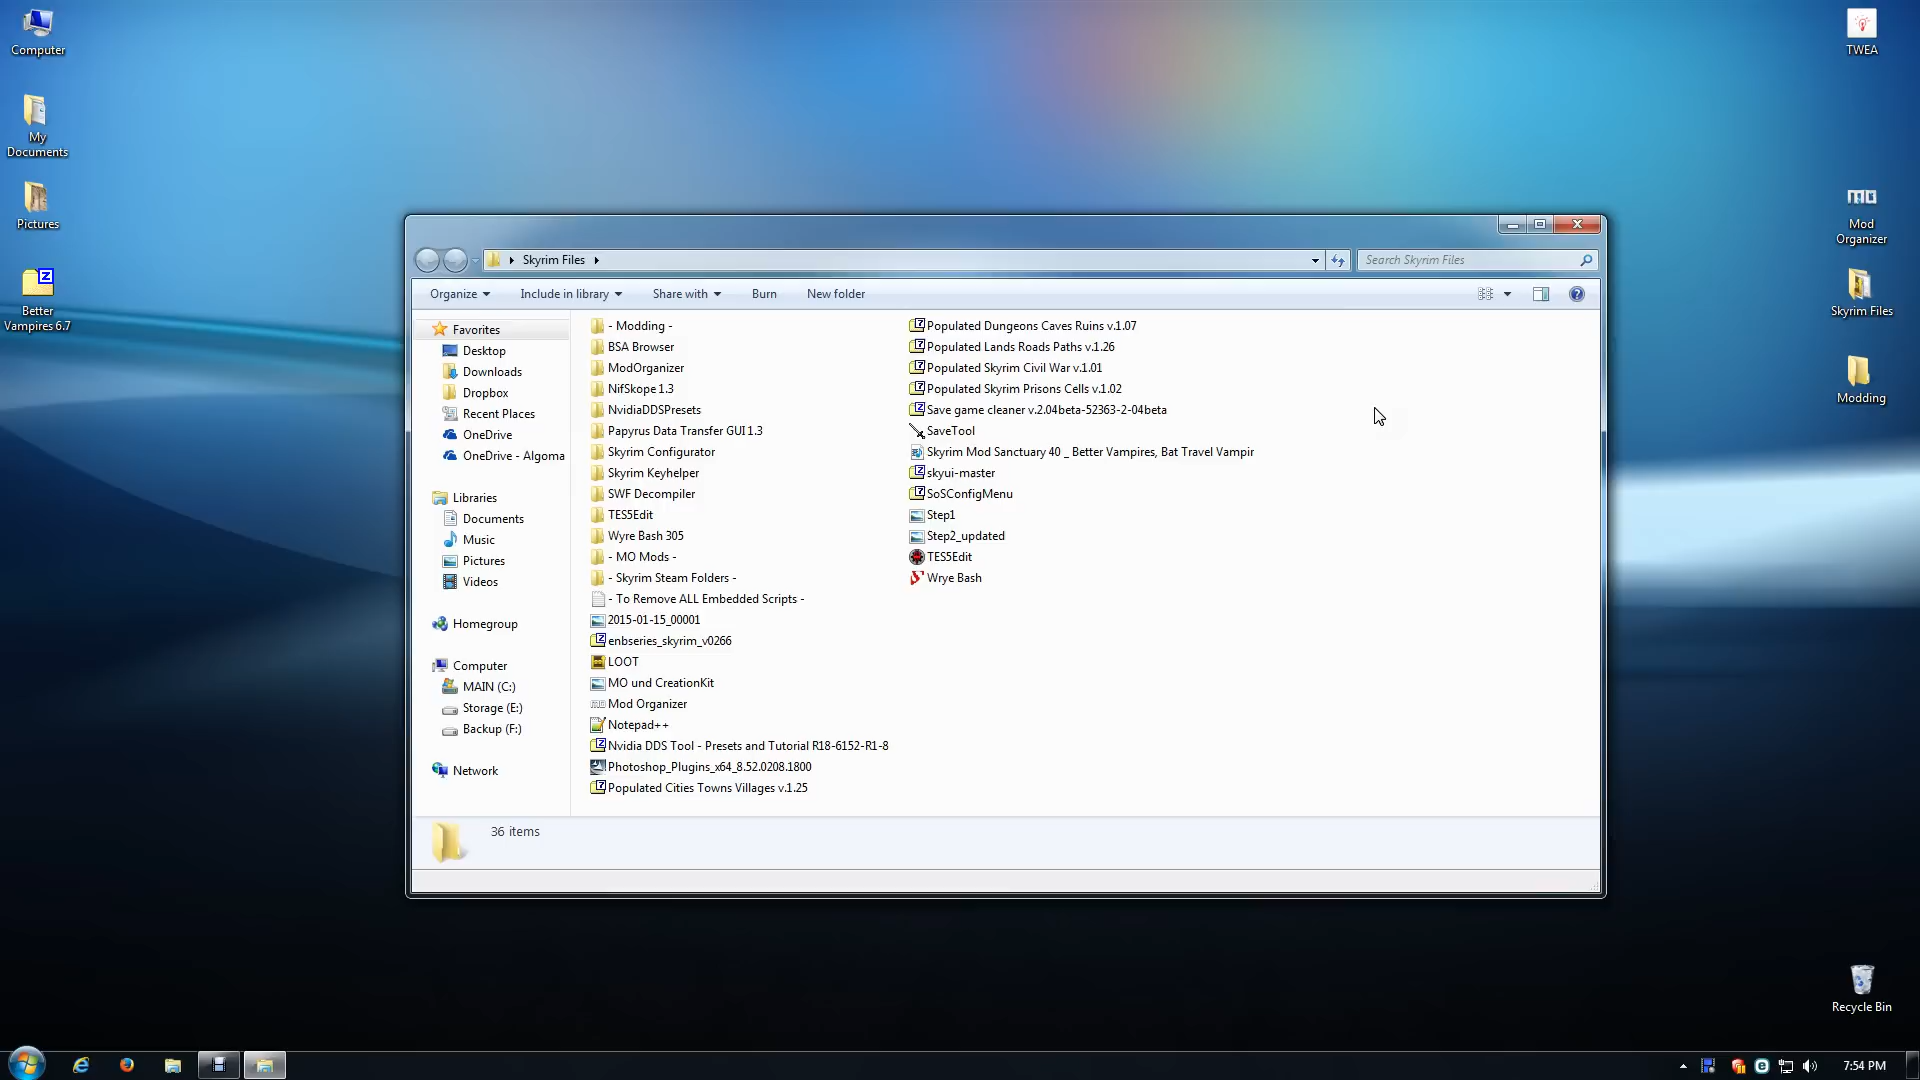 Computer
My
Documents
Pictures
Better
Vampires 6.7
TWEA
Mod
Organizer
Skyrim Files
Modding
Recycle Bin
Skyrim Files
Search Skyrim Files
Organize
Include in library
Share with
Burn
New folder
Favorites
Desktop
Downloads
Dropbox
Recent Places
OneDrive
OneDrive - Algoma
Libraries
Documents
Music
Pictures
Videos
Homegroup
Computer
MAIN (C:)
Storage (E:)
Backup (F:)
Network
- Modding -
BSA Browser
ModOrganizer
NifSkope 1.3
NvidiaDDSPresets
Papyrus Data Transfer GUI 1.3
Skyrim Configurator
Skyrim Keyhelper
SWF Decompiler
TES5Edit
Wyre Bash 305
- MO Mods -
- Skyrim Steam Folders -
- To Remove ALL Embedded Scripts -
2015-01-15_00001
enbseries_skyrim_v0266
LOOT
MO und CreationKit
Mod Organizer
Notepad++
Nvidia DDS Tool - Presets and Tutorial R18-6152-R1-8
Photoshop_Plugins_x64_8.52.0208.1800
Populated Cities Towns Villages v.1.25
Populated Dungeons Caves Ruins v.1.07
Populated Lands Roads Paths v.1.26
Populated Skyrim Civil War v.1.01
Populated Skyrim Prisons Cells v.1.02
Save game cleaner v.2.04beta-52363-2-04beta
SaveTool
Skyrim Mod Sanctuary 40 _ Better Vampires, Bat Travel Vampir
skyui-master
SoSConfigMenu
Step1
Step2_updated
TES5Edit
Wrye Bash
36 items
7:54 PM